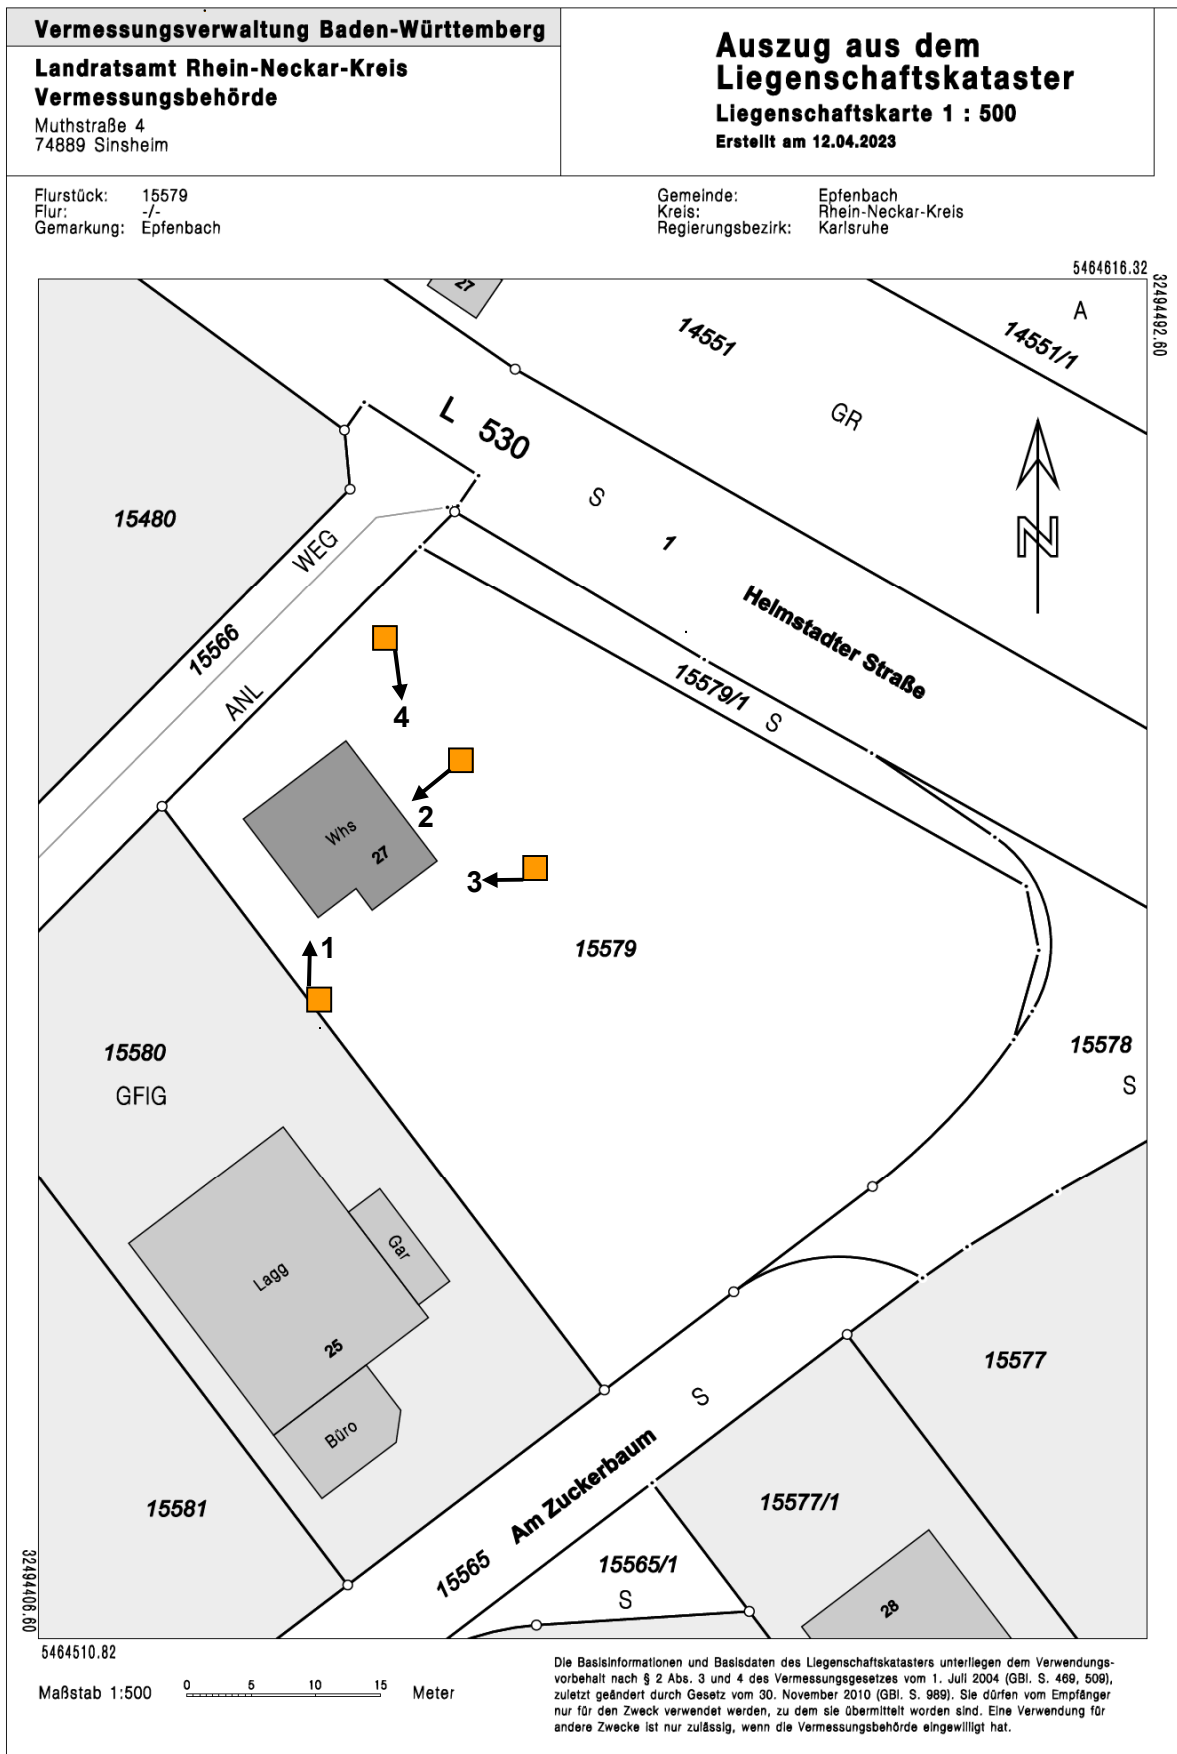 Vermessungsverwaltung Baden-Württemberg
Landratsamt Rhein-Neckar-Kreis
Vermessungsbehörde
Muthstraße 4
74889 Sinsheim
Auszug aus dem
Liegenschaftskataster
Liegenschaftskarte 1 : 500
Erstellt am 12.04.2023
Flurstück: 15579
Flur: -/-
Gemarkung: Epfenbach
Gemeinde: Epfenbach
Kreis: Rhein-Neckar-Kreis
Regierungsbezirk: Karlsruhe
5464616.32
32494492.60
27
14551
14551/1
A
GR
L 530
S
1
N
15480
WEG
Helmstadter Straße
15566
ANL
15579/1
S
4
2
Whs
27
3
15579
1
15580
GFIG
15578
S
Gar
Lagg
25
Büro
15577
S
15581
Am Zuckerbaum
15577/1
15565
15565/1
S
28
32494406.60
5464510.82
Maßstab 1:500
0 5 10 15 Meter
Die Basisinformationen und Basisdaten des Liegenschaftskatasters unterliegen dem Verwendungs-
vorbehalt nach § 2 Abs. 3 und 4 des Vermessungsgesetzes vom 1. Juli 2004 (GBl. S. 469, 509),
zuletzt geändert durch Gesetz vom 30. November 2010 (GBl. S. 989). Sie dürfen vom Empfänger
nur für den Zweck verwendet werden, zu dem sie übermittelt worden sind. Eine Verwendung für
andere Zwecke ist nur zulässig, wenn die Vermessungsbehörde eingewilligt hat.